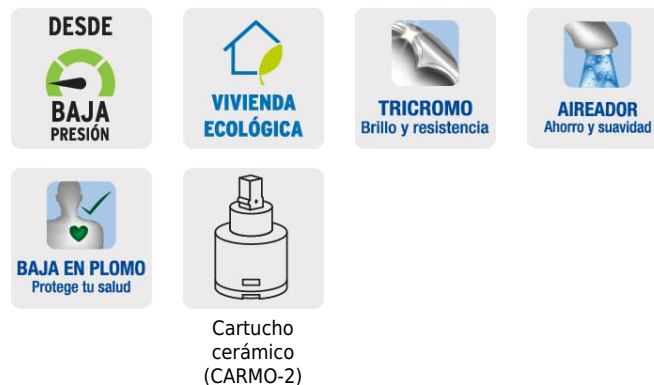 DESDE
BAJA
PRESIÓN
VIVIENDA
ECOLÓGICA
TRICROMO
Brillo y resistencia
AIREADOR
Ahorro y suavidad
BAJA EN PLOMO
Protege tu salud
Cartucho
cerámico
(CARMO-2)